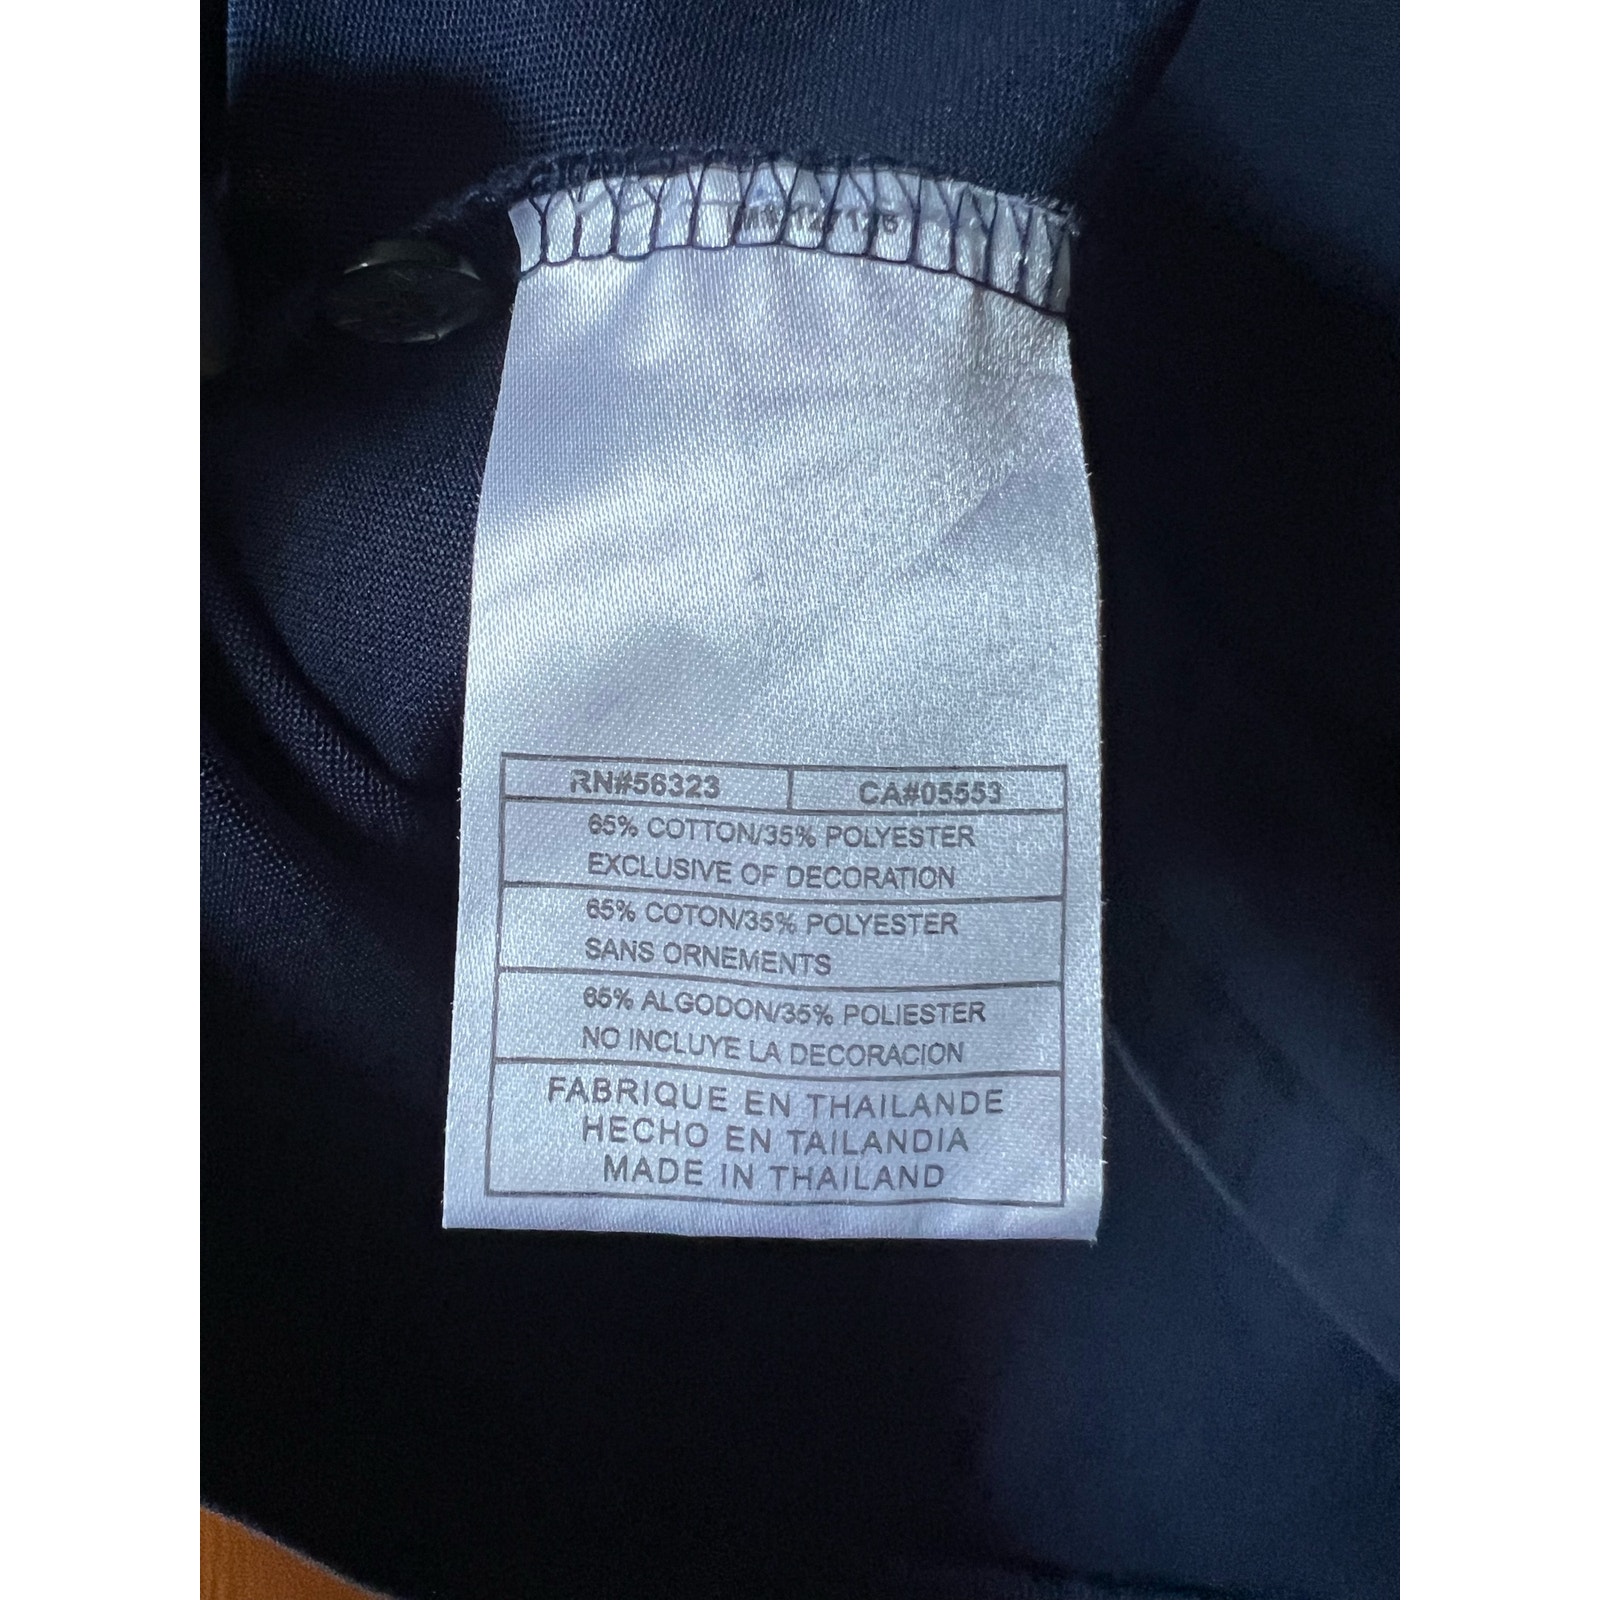 RN#56323 CA#05553
65% COTTON/35% POLYESTER
EXCLUSIVE OF DECORATION
65% COTON/35% POLYESTER
SANS ORNEMENTS
65% ALGODON/35% POLIESTER
NO INCLUYE LA DECORACION
FABRIQUE EN THAILANDE
HECHO EN TAILANDIA
MADE IN THAILAND